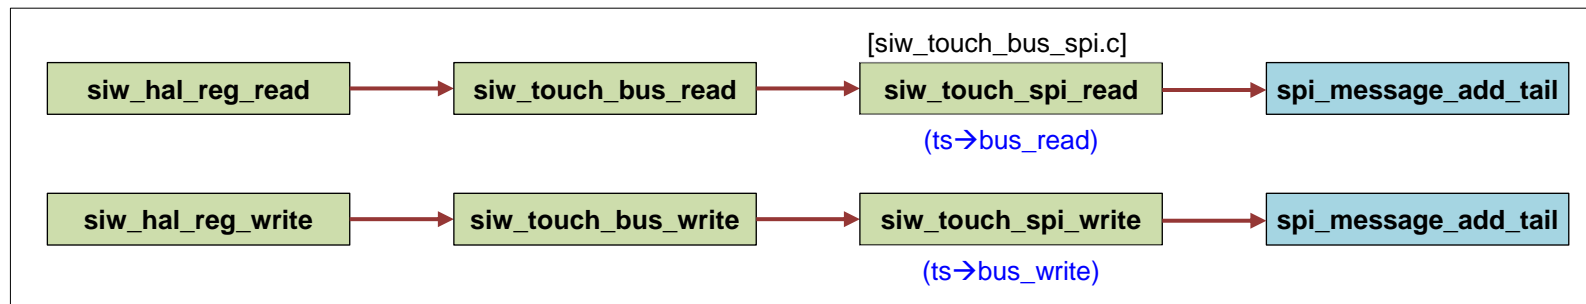 [siw_touch_bus_spi.c]
siw_hal_reg_read siw_touch_bus_read siw_touch_spi_read spi_message_add_tail
(ts→bus_read)
siw_hal_reg_write siw_touch_bus_write siw_touch_spi_write spi_message_add_tail
(ts→bus_write)